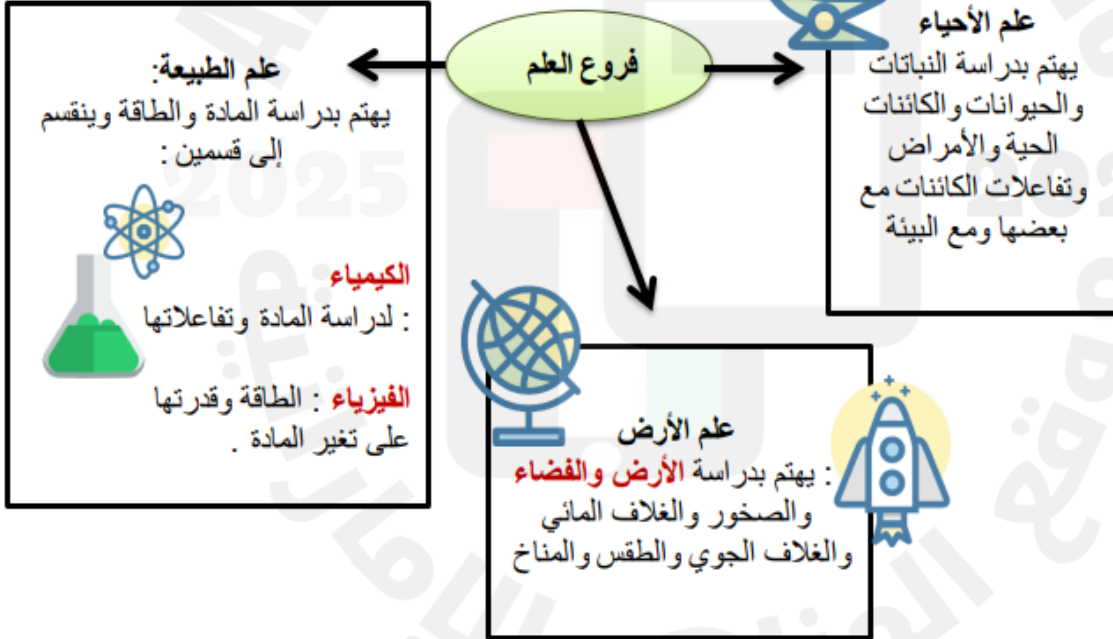 فروع العلم
علم الأحياء
يهتم بدراسة النباتات
والحيوانات والكائنات
الحية والأمراض
وتفاعلات الكائنات مع
بعضها ومع البيئة
علم الطبيعة:
يهتم بدراسة المادة والطاقة وينقسم
إلى قسمين :
الكيمياء
: لدراسة المادة وتفاعلاتها
الفيزياء : الطاقة وقدرتها
على تغير المادة .
علم الأرض
: يهتم بدراسة الأرض والفضاء
والصخور والغلاف المائي
والغلاف الجوي والطقس والمناخ
2025